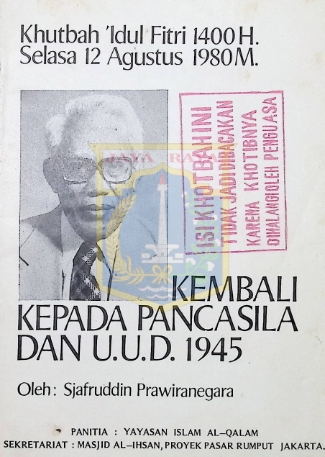 Khutbah 'Idul Fitri 1400 H.
Selasa 12 Agustus 1980 M.
ISI KHOTBAH INI
TIDAK JADI DIBACAKAN
KARENA KHOTIBNYA
DIHALANGI OLEH PENGUASA
JAYA RAYA
KEMBALI
KEPADA PANCASILA
DAN U.U.D. 1945
Oleh : Sjafruddin Prawiranegara
PANITIA : YAYASAN ISLAM AL-QALAM
SEKRETARIAT : MASJID AL-IHSAN, PROYEK PASAR RUMPUT JAKARTA.